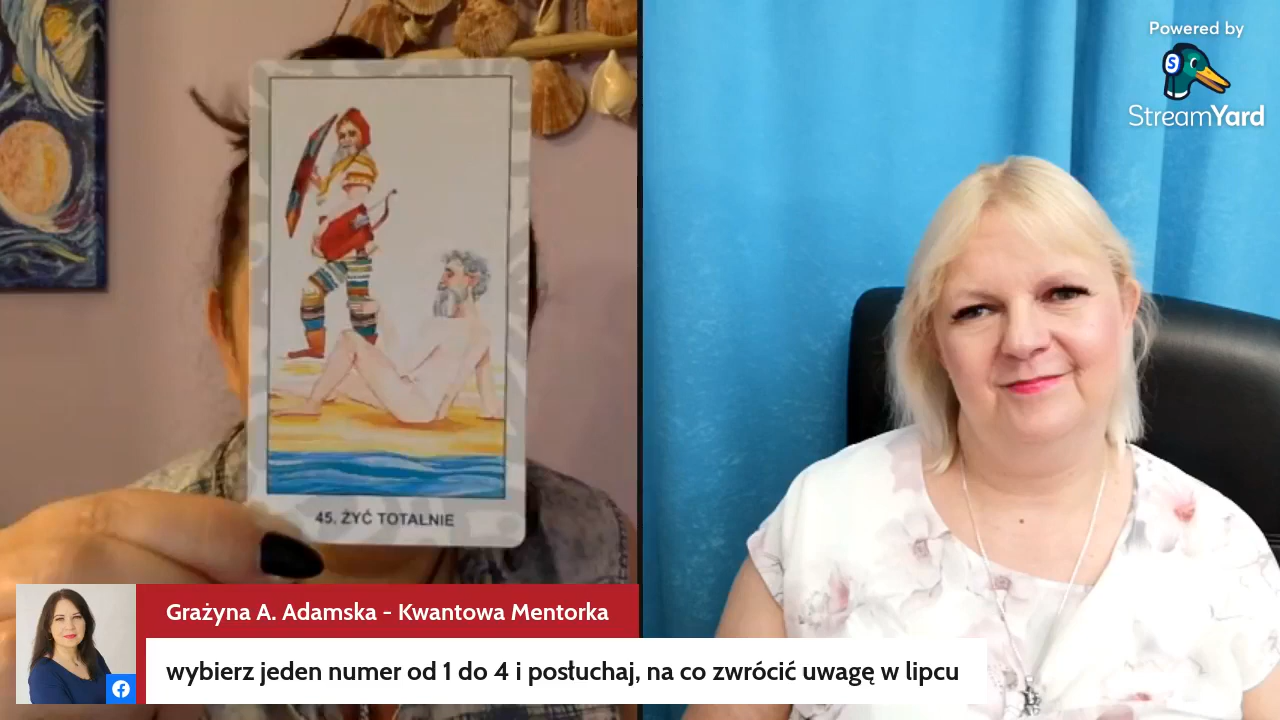 Powered by
S
StreamYard
45. ŻYĆ TOTALNIE
Grażyna A. Adamska - Kwantowa Mentorka
wybierz jeden numer od 1 do 4 i posłuchaj, na co zwrócić uwagę w lipcu